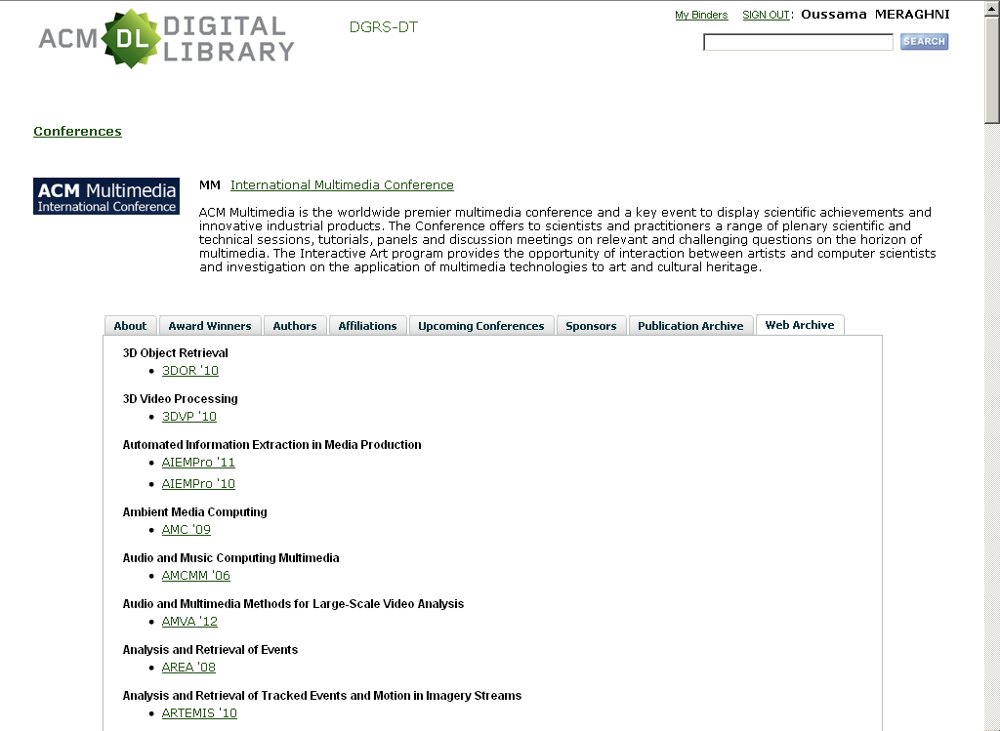 ACM DL DIGITAL LIBRARY
DGRS-DT
My Binders SIGN OUT: Oussama MERAGHNI
SEARCH
Conferences
ACM Multimedia
International Conference
MM International Multimedia Conference
ACM Multimedia is the worldwide premier multimedia conference and a key event to display scientific achievements and
innovative industrial products. The Conference offers to scientists and practitioners a range of plenary scientific and
technical sessions, tutorials, panels and discussion meetings on relevant and challenging questions on the horizon of
multimedia. The Interactive Art program provides the opportunity of interaction between artists and computer scientists
and investigation on the application of multimedia technologies to art and cultural heritage.
About Award Winners Authors Affiliations Upcoming Conferences Sponsors Publication Archive Web Archive
3D Object Retrieval
• 3DOR '10
3D Video Processing
• 3DVP '10
Automated Information Extraction in Media Production
• AIEMPro '11
• AIEMPro '10
Ambient Media Computing
• AMC '09
Audio and Music Computing Multimedia
• AMCMM '06
Audio and Multimedia Methods for Large-Scale Video Analysis
• AMVA '12
Analysis and Retrieval of Events
• AREA '08
Analysis and Retrieval of Tracked Events and Motion in Imagery Streams
• ARTEMIS '10